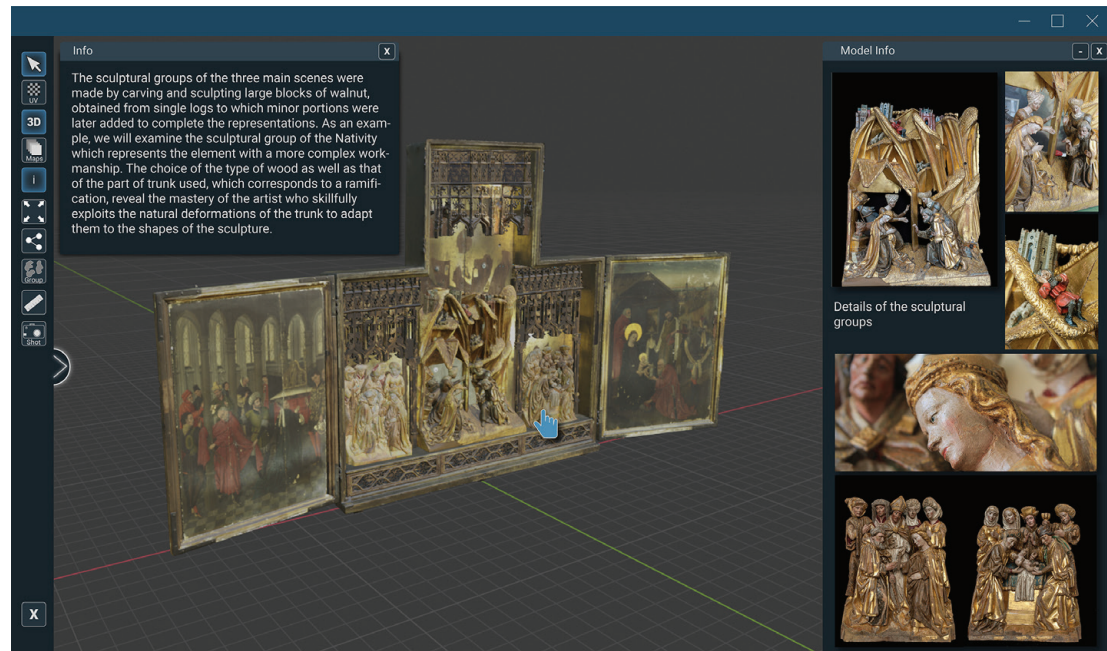 Info
X
The sculptural groups of the three main scenes were
made by carving and sculpting large blocks of walnut,
obtained from single logs to which minor portions were
later added to complete the representations. As an exam-
ple, we will examine the sculptural group of the Nativity
which represents the element with a more complex work-
manship. The choice of the type of wood as well as that
of the part of trunk used, which corresponds to a ramifi-
cation, reveal the mastery of the artist who skillfully
exploits the natural deformations of the trunk to adapt
them to the shapes of the sculpture.
UV
3D
Maps
i
Group
Shot
X
Model Info
- X
Details of the sculptural
groups